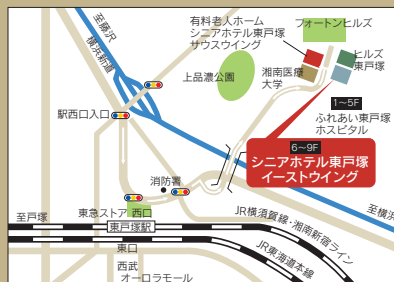 至藤沢
横浜新道
有料老人ホーム
シニアホテル東戸塚
サウスウイング
フォートンヒルズ
ヒルズ
東戸塚
上品濃公園
湘南医療
大学
駅西口入口
1~5F
ふれあい東戸塚
ホスピタル
6~9F
シニアホテル東戸塚
イーストウイング
消防署
至戸塚
東急ストア 西口
東戸塚駅
東口
西武
オーロラモール
JR横須賀線・湘南新宿ライン
JR東海道本線
至横浜